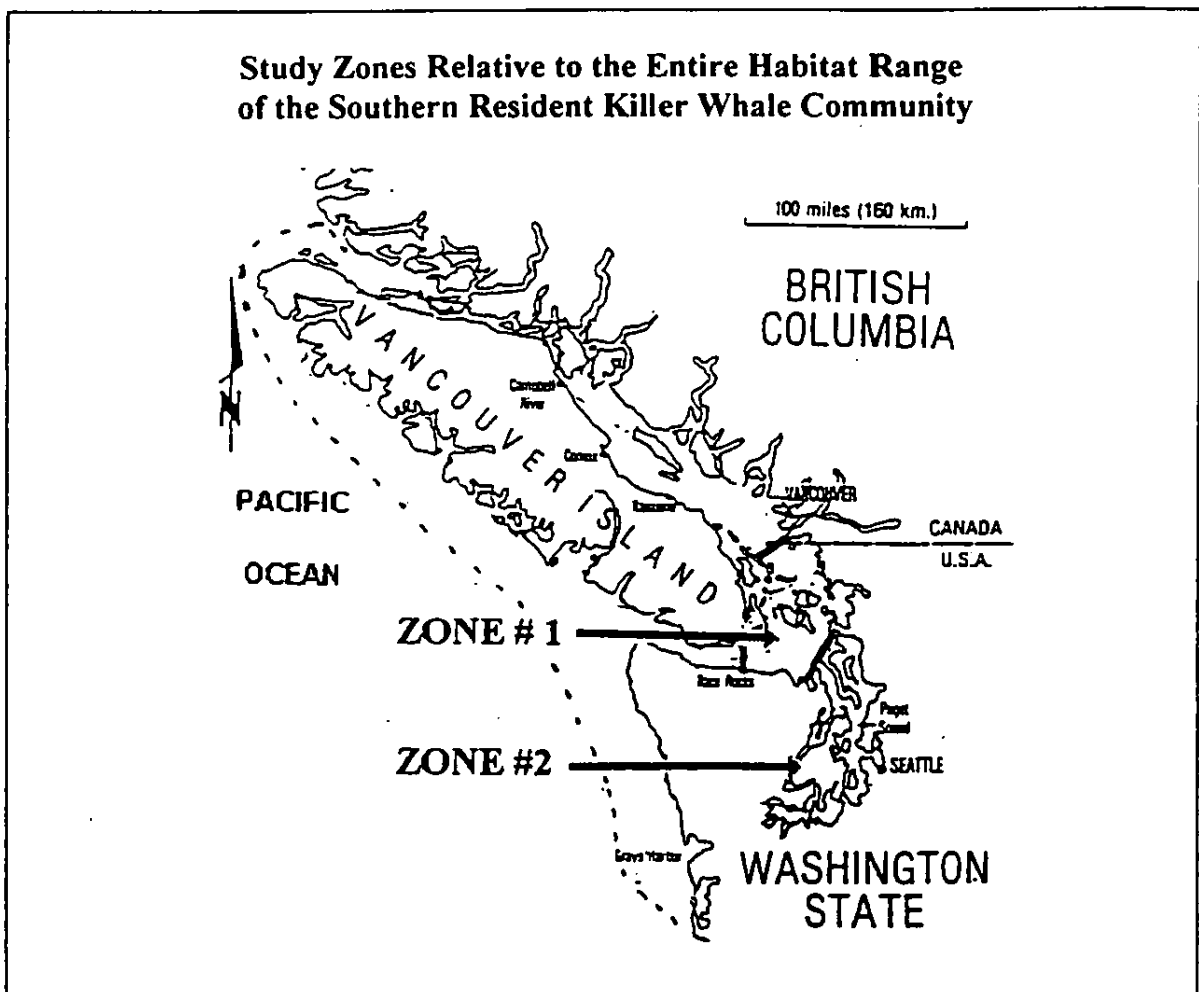 Study Zones Relative to the Entire Habitat Range
of the Southern Resident Killer Whale Community
100 miles (160 km.)
BRITISH
COLUMBIA
VANCOUVER ISLAND
N
Campbell
River
Comox
PACIFIC
OCEAN
VANCOUVER
CANADA
U.S.A.
ZONE # 1
Race Rocks
Puget
Sound
ZONE #2
SEATTLE
Grays Harbor
WASHINGTON
STATE